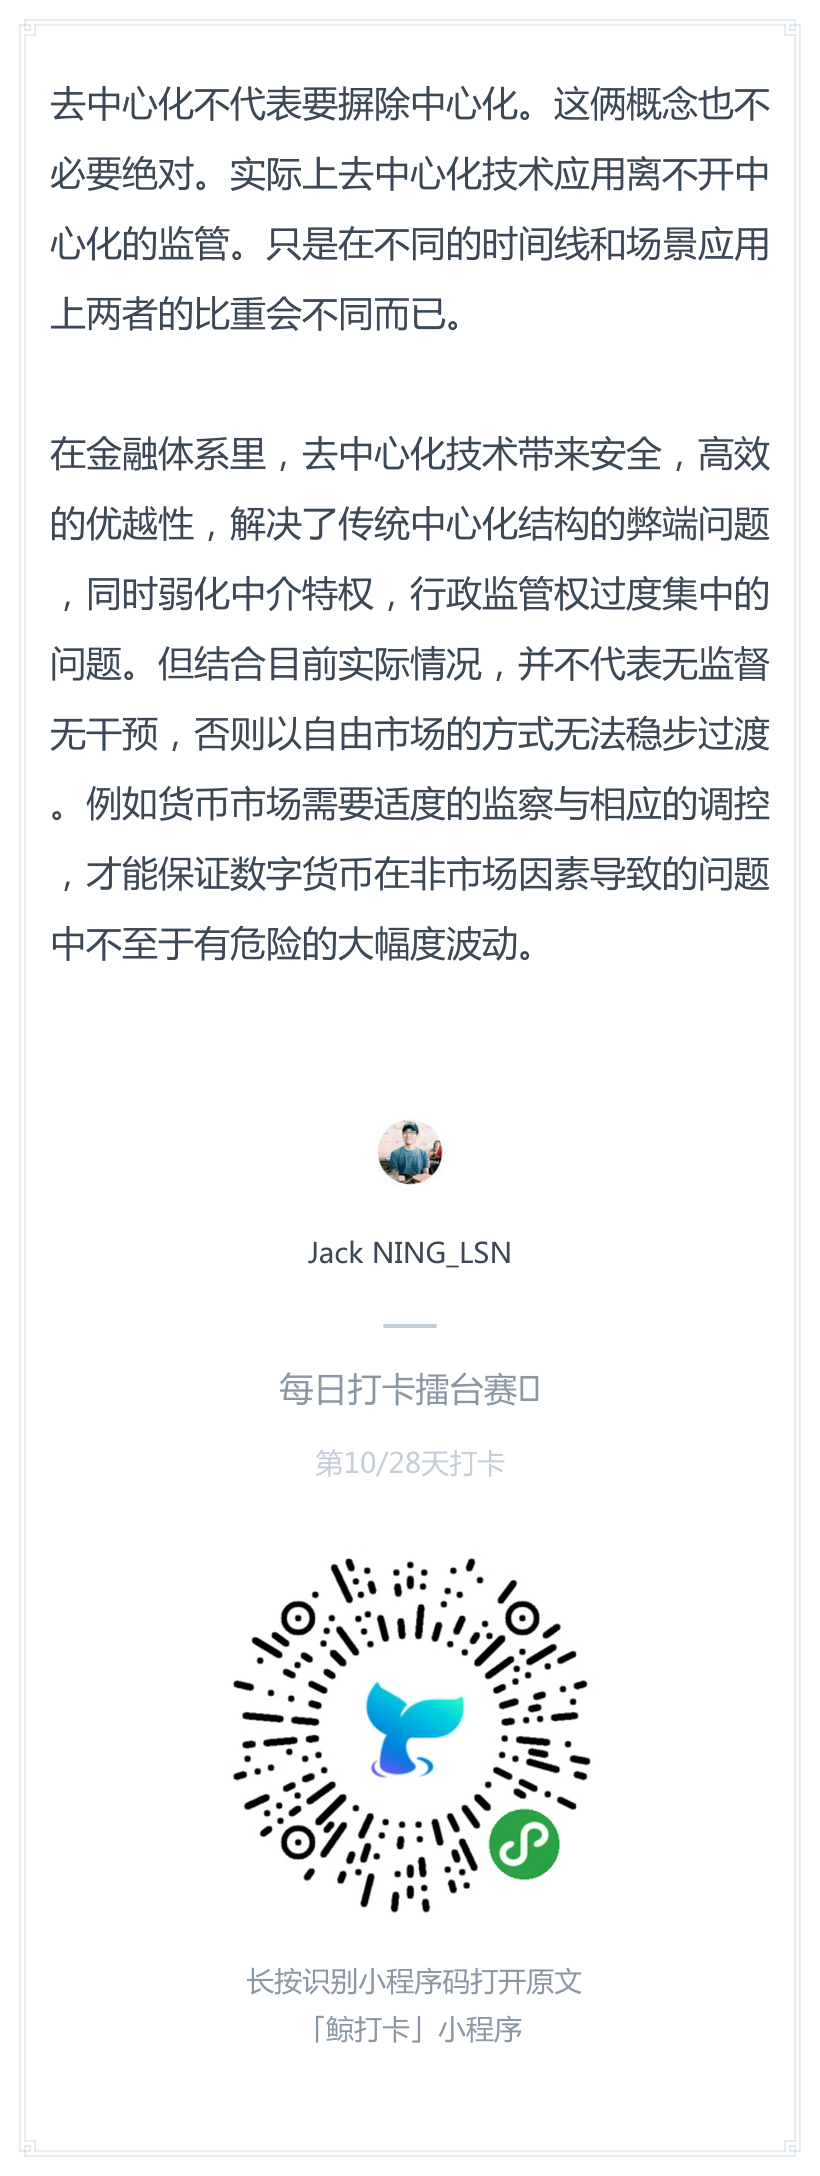 去中心化不代表要摒除中心化。这俩概念也不
必要绝对。实际上去中心化技术应用离不开中
心化的监管。只是在不同的时间线和场景应用
上两者的比重会不同而已。
在金融体系里，去中心化技术带来安全，高效
的优越性，解决了传统中心化结构的弊端问题
，同时弱化中介特权，行政监管权过度集中的
问题。但结合目前实际情况，并不代表无监督
无干预，否则以自由市场的方式无法稳步过渡
。例如货币市场需要适度的监察与相应的调控
，才能保证数字货币在非市场因素导致的问题
中不至于有危险的大幅度波动。
Jack NING_LSN
每日打卡擂台赛
第10/28天打卡
长按识别小程序码打开原文
「鲸打卡」小程序